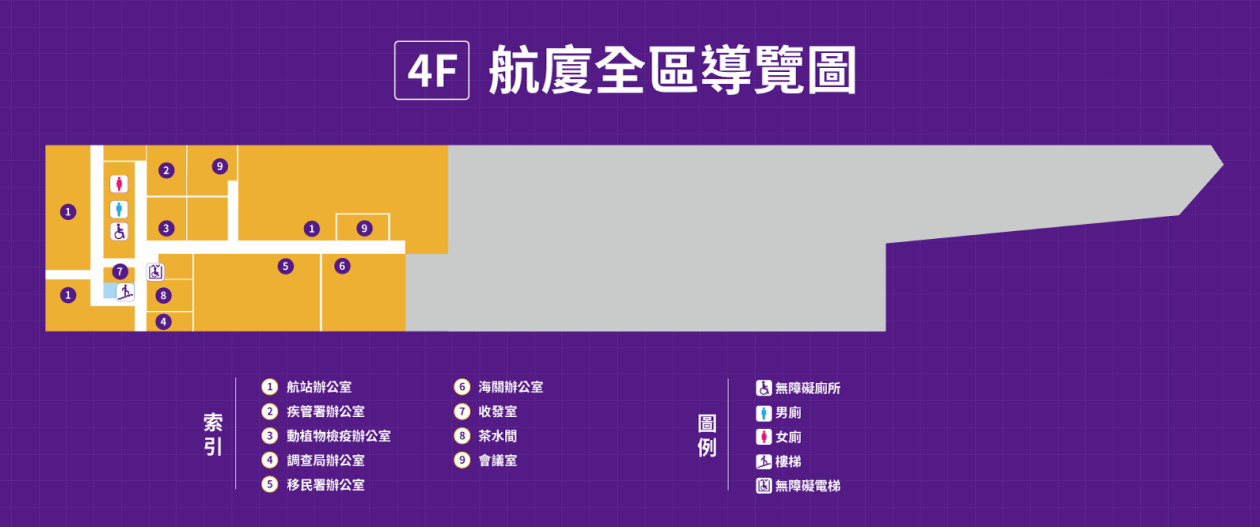 4F 航廈全區導覽圖
2
9
1
3
1
9
5
6
7
1
8
4
索引
1 航站辦公室
2 疾管署辦公室
3 動植物檢疫辦公室
4 調查局辦公室
5 移民署辦公室
6 海關辦公室
7 收發室
8 茶水間
9 會議室
圖例
無障礙廁所
男廁
女廁
樓梯
無障礙電梯